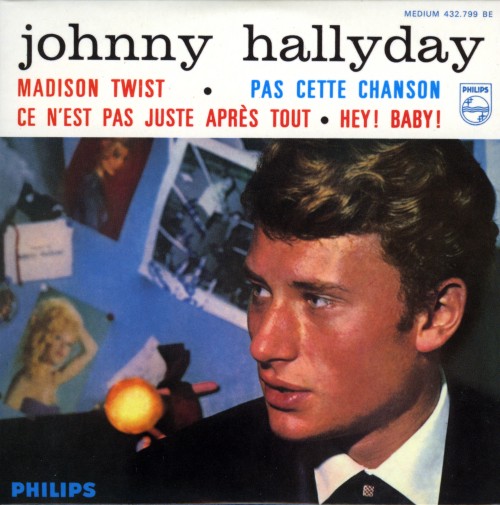 MEDIUM 432.799 BE
johnny hallyday
MADISON TWIST • PAS CETTE CHANSON
CE N'EST PAS JUSTE APRÈS TOUT • HEY! BABY!
PHILIPS
PHILIPS